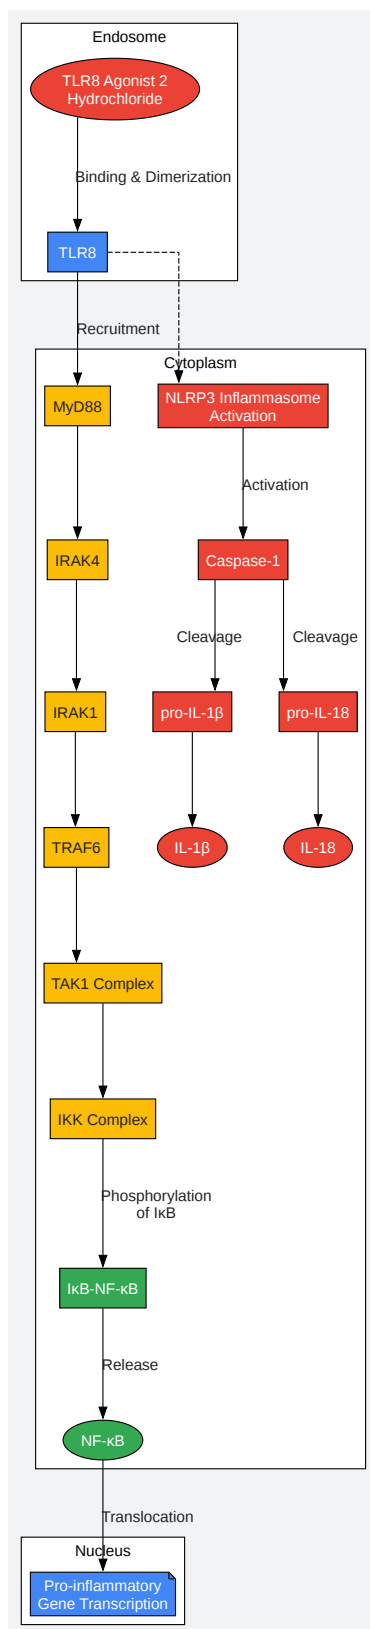 Endosome
TLR8 Agonist 2
Hydrochloride
Binding & Dimerization
TLR8
Recruitment
Cytoplasm
MyD88
NLRP3 Inflammasome
Activation
Activation
IRAK4
Caspase-1
Cleavage
Cleavage
IRAK1
pro-IL-1β
pro-IL-18
TRAF6
IL-1β
IL-18
TAK1 Complex
IKK Complex
Phosphorylation
of IκB
IκB-NF-κB
Release
NF-κB
Translocation
Nucleus
Pro-inflammatory
Gene Transcription